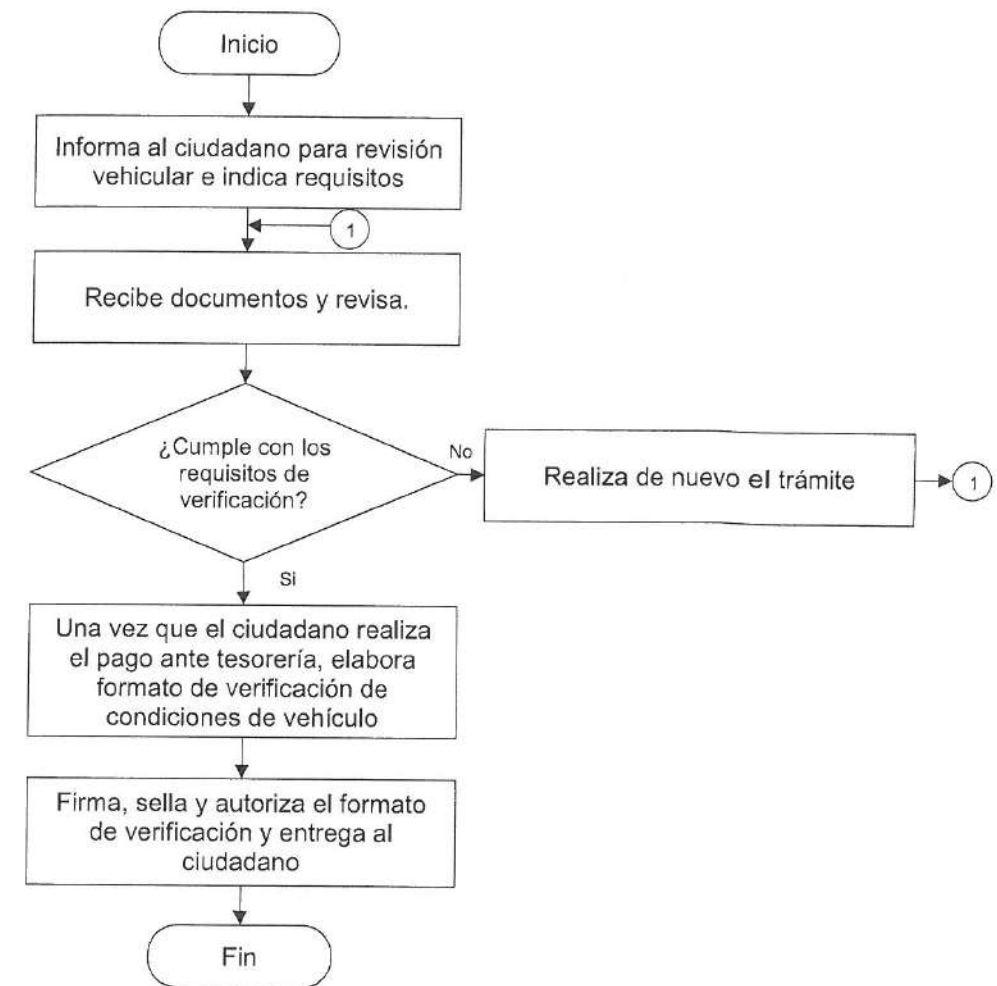 Inicio
Informa al ciudadano para revisión
vehicular e indica requisitos
1
Recibe documentos y revisa.
¿Cumple con los
requisitos de
verificación?
No
Realiza de nuevo el trámite
1
Si
Una vez que el ciudadano realiza
el pago ante tesorería, elabora
formato de verificación de
condiciones de vehículo
Firma, sella y autoriza el formato
de verificación y entrega al
ciudadano
Fin